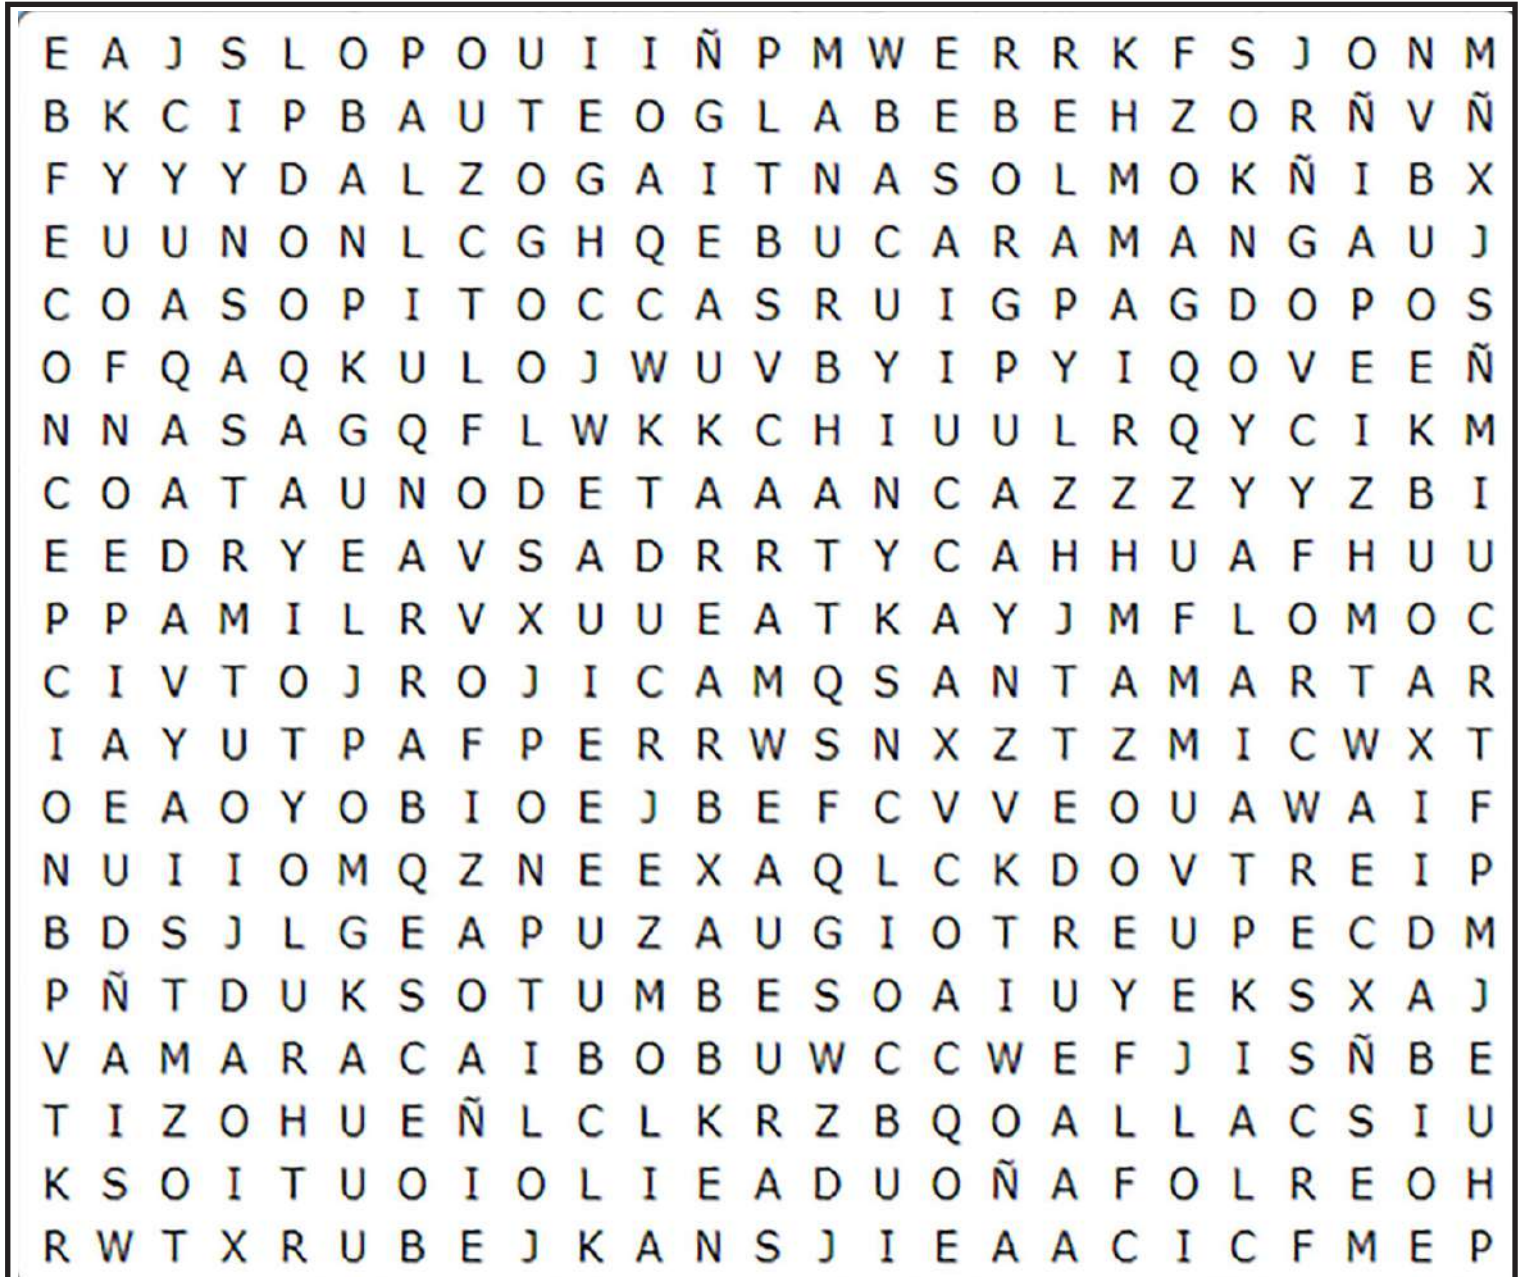 E A J S L O P O U I I Ñ P M W E R R K F S J O N M
B K C I P B A U T E O G L A B E B E H Z O R Ñ V Ñ
F Y Y Y D A L Z O G A I T N A S O L M O K Ñ I B X
E U U N O N L C G H Q E B U C A R A M A N G A U J
C O A S O P I T O C C A S R U I G P A G D O P O S
O F Q A Q K U L O J W U V B Y I P Y I Q O V E E Ñ
N N A S A G Q F L W K K C H I U U L R Q Y C I K M
C O A T A U N O D E T A A A N C A Z Z Z Y Y Z B I
E E D R Y E A V S A D R R T Y C A H H U A F H U U
P P A M I L R V X U U E A T K A Y J M F L O M O C
C I V T O J R O J I C A M Q S A N T A M A R T A R
I A Y U T P A F P E R R W S N X Z T Z M I C W X T
O E A O Y O B I O E J B E F C V V E O U A W A I F
N U I I O M Q Z N E E X A Q L C K D O V T R E I P
B D S J L G E A P U Z A U G I O T R E U P E C D M
P Ñ T D U K S O T U M B E S O A I U Y E K S X A J
V A M A R A C A I B O B U W C C W E F J I S Ñ B E
T I Z O H U E Ñ L C L K R Z B Q O A L L A C S I U
K S O I T U O I O L I E A D U O Ñ A F O L R E O H
R W T X R U B E J K A N S J I E A A C I C F M E P